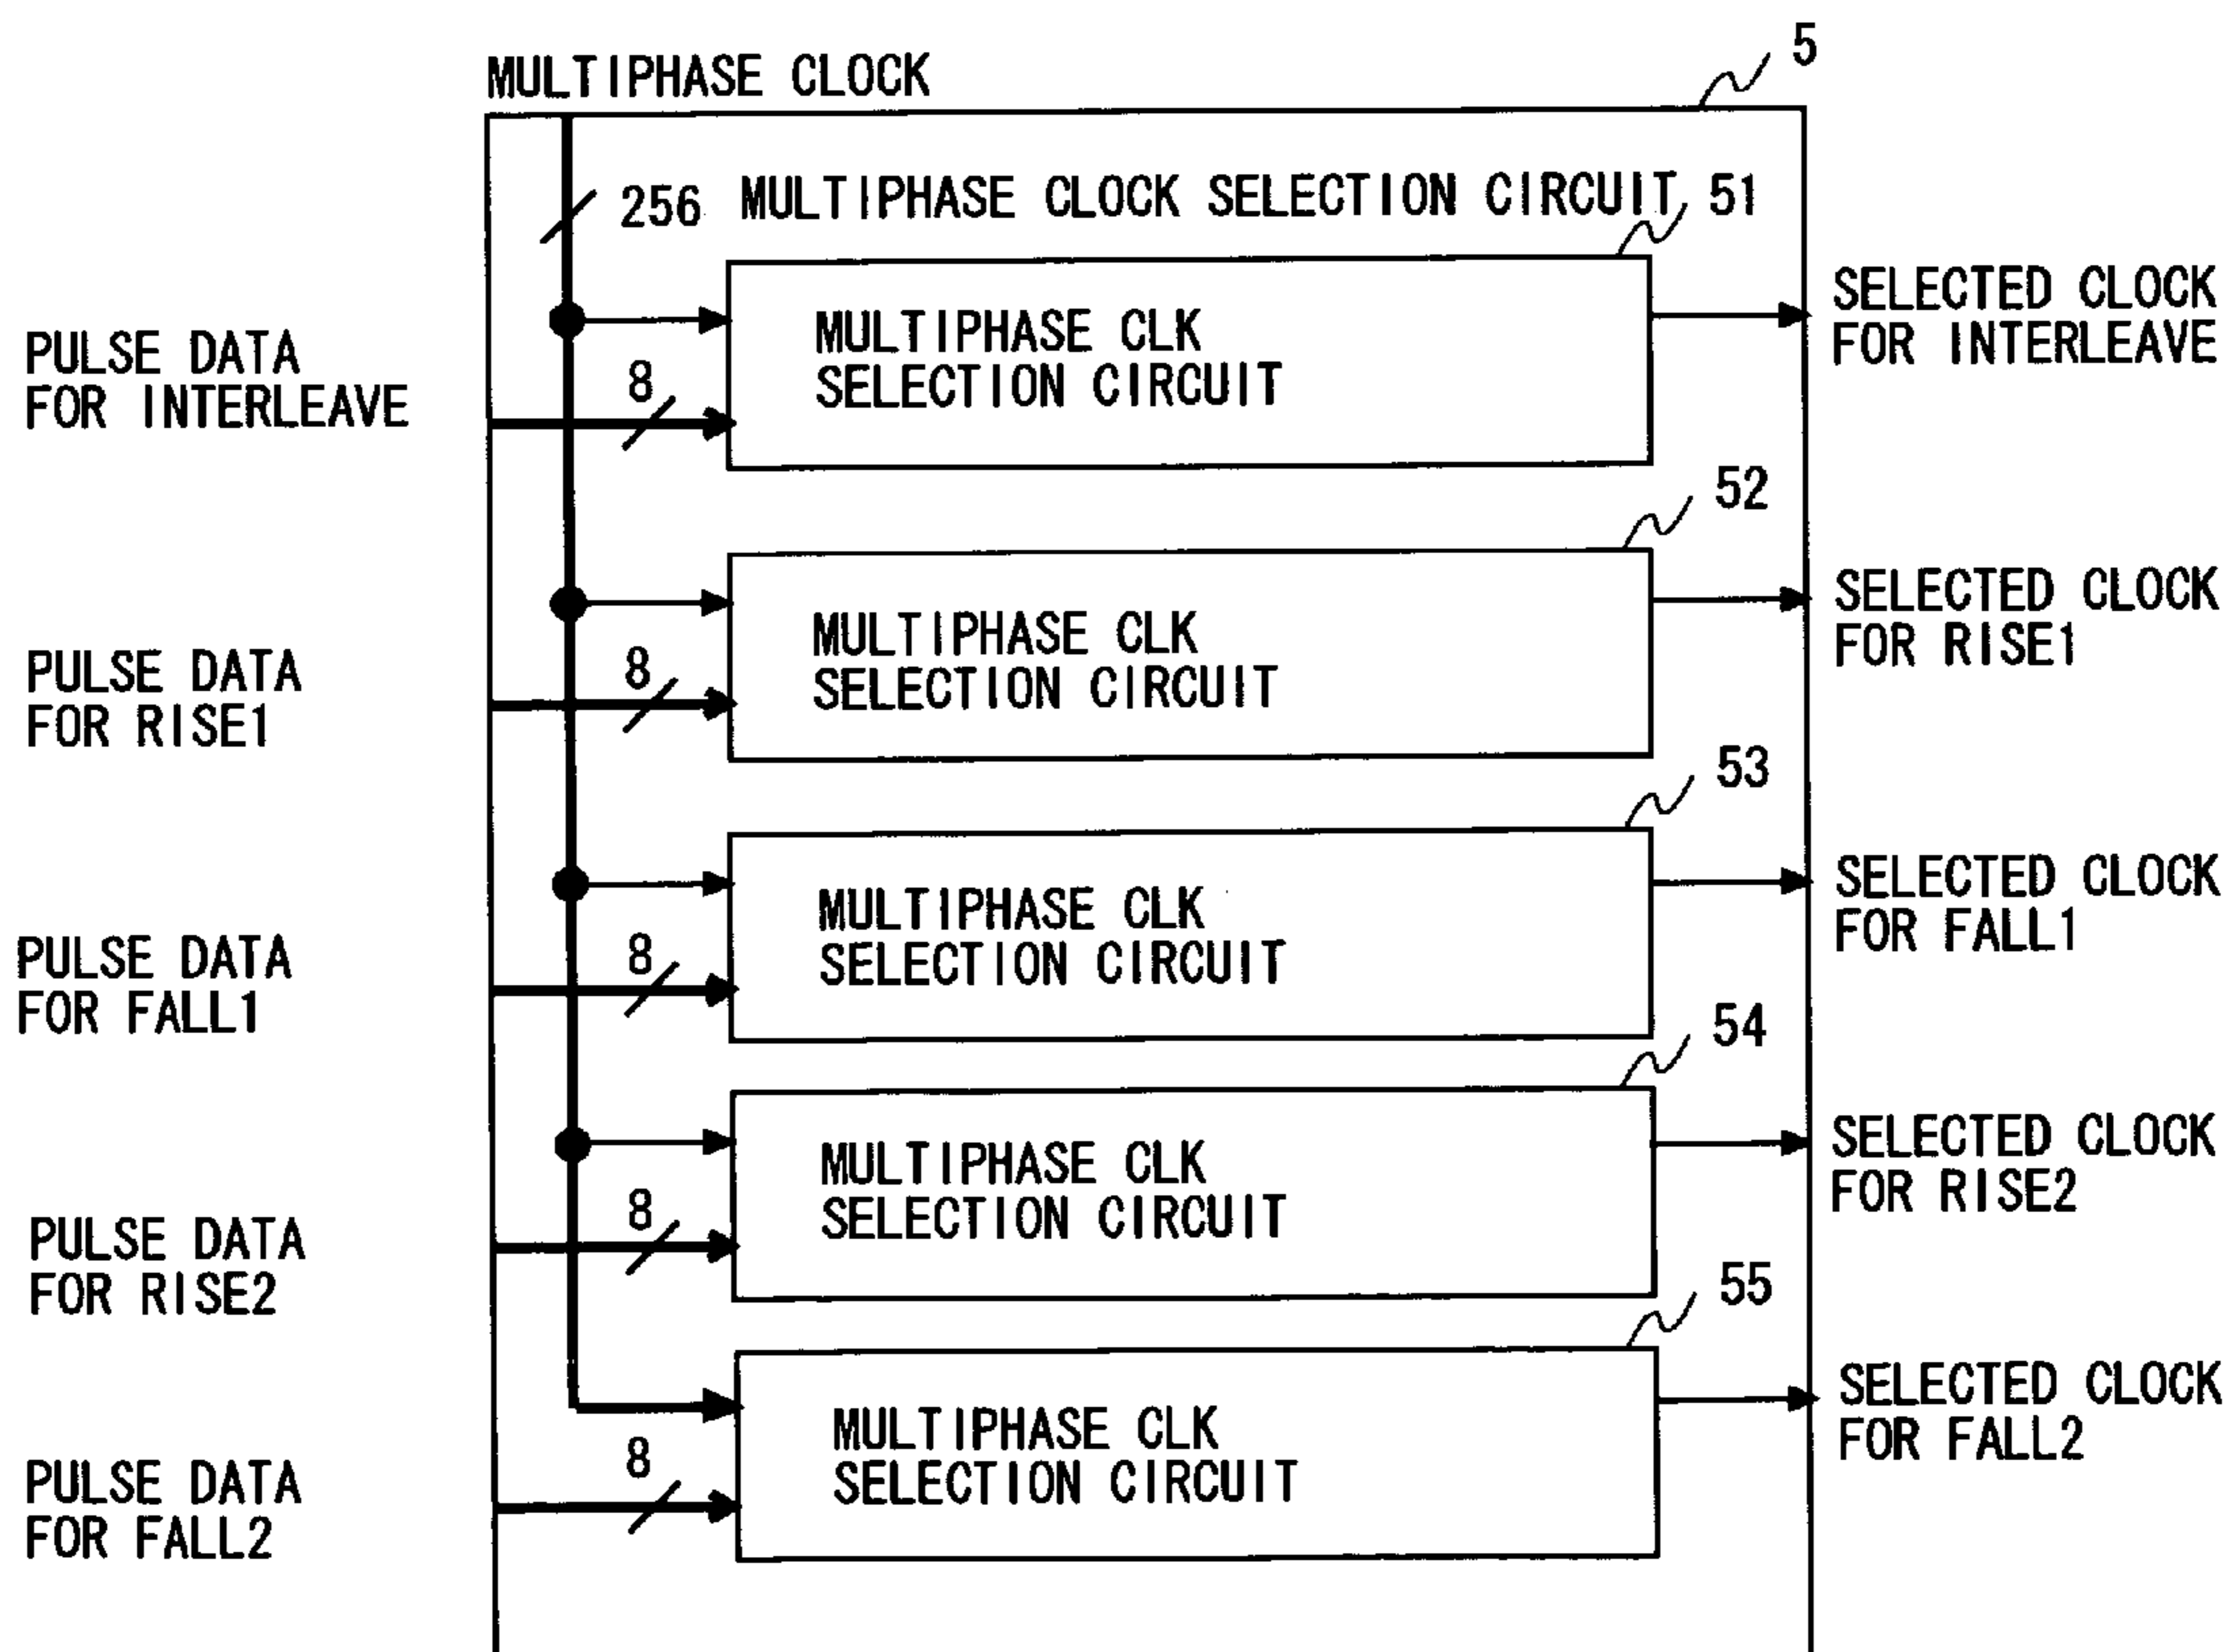 5
MULTIPHASE CLOCK
256
MULTIPHASE CLOCK SELECTION CIRCUIT
51
PULSE DATA
FOR INTERLEAVE
8
MULTIPHASE CLK
SELECTION CIRCUIT
SELECTED CLOCK
FOR INTERLEAVE
52
PULSE DATA
FOR RISE1
8
MULTIPHASE CLK
SELECTION CIRCUIT
SELECTED CLOCK
FOR RISE1
53
PULSE DATA
FOR FALL1
8
MULTIPHASE CLK
SELECTION CIRCUIT
SELECTED CLOCK
FOR FALL1
54
PULSE DATA
FOR RISE2
8
MULTIPHASE CLK
SELECTION CIRCUIT
SELECTED CLOCK
FOR RISE2
55
PULSE DATA
FOR FALL2
8
MULTIPHASE CLK
SELECTION CIRCUIT
SELECTED CLOCK
FOR FALL2